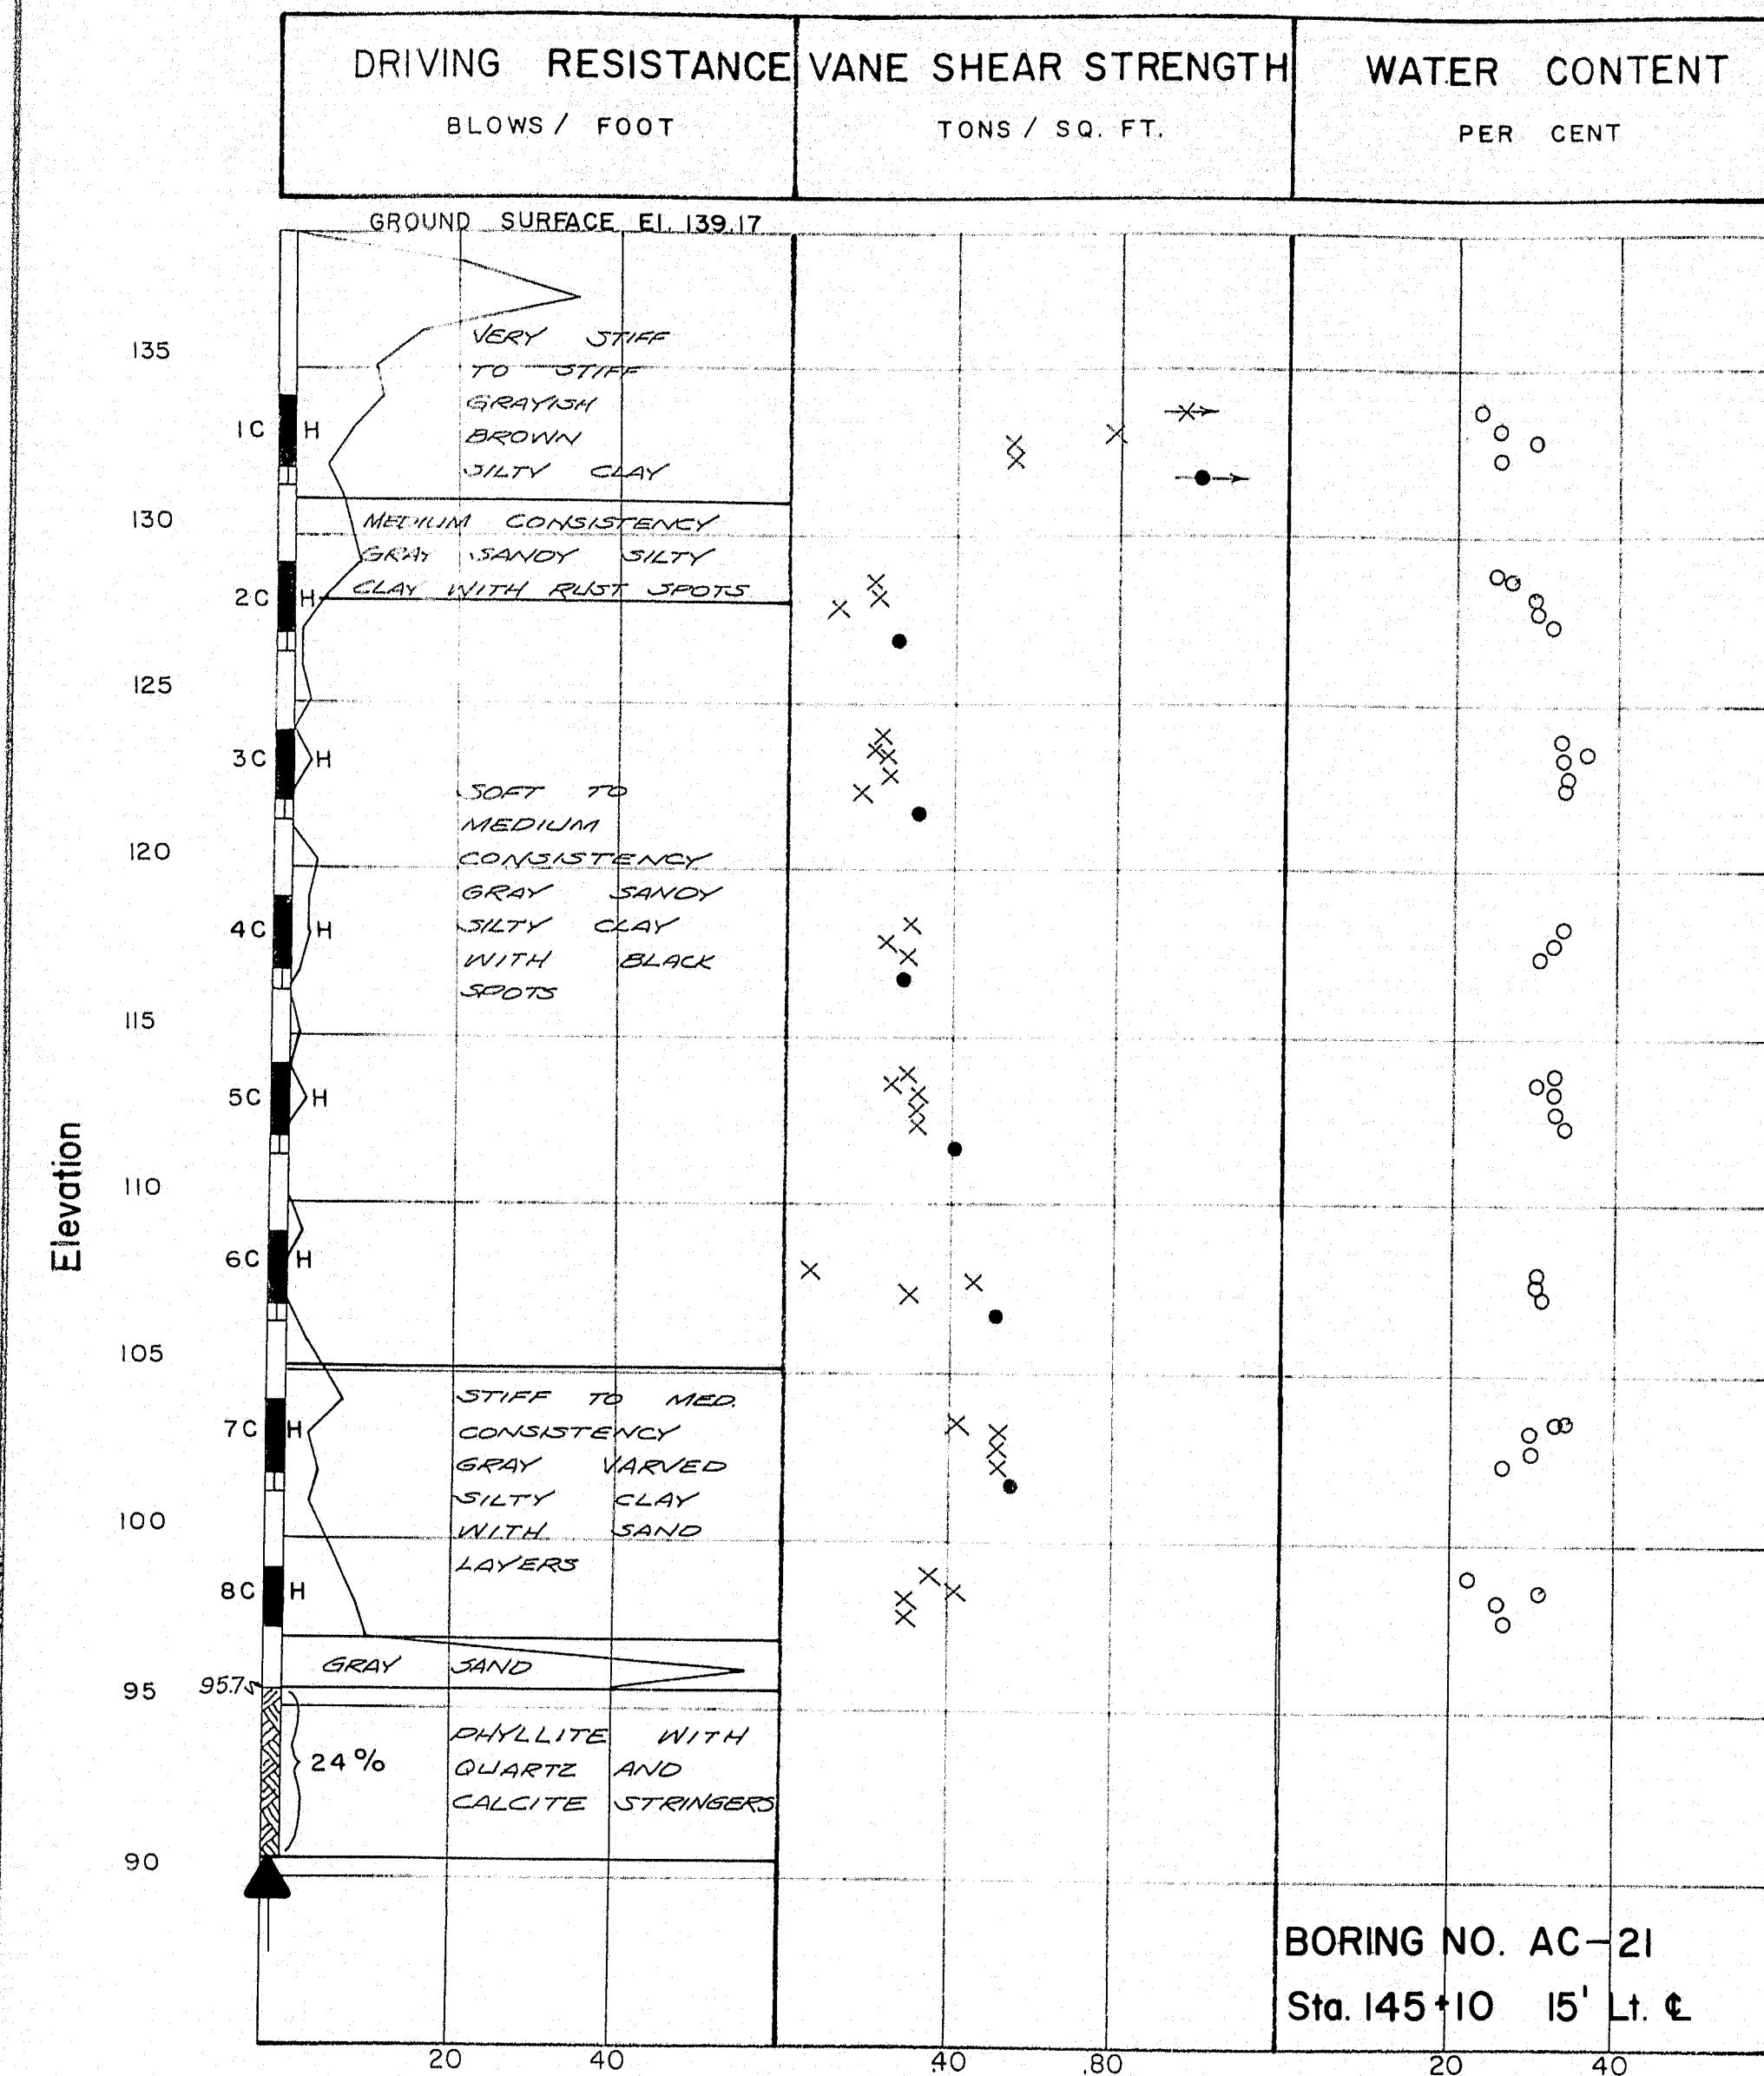 DRIVING RESISTANCE
BLOWS / FOOT
VANE SHEAR STRENGTH
TONS / SQ. FT.
WATER CONTENT
PER CENT
GROUND SURFACE El. 139.17
VERY STIFF
TO STIFF
GRAYISH
BROWN
SILTY CLAY
MEDIUM CONSISTENCY
GRAY SANDY SILTY
CLAY WITH RUST SPOTS
SOFT TO
MEDIUM
CONSISTENCY
GRAY SANDY
SILTY CLAY
WITH BLACK
SPOTS
STIFF TO MED.
CONSISTENCY
GRAY VARVED
SILTY CLAY
WITH SAND
LAYERS
GRAY SAND
PHYLLITE WITH
QUARTZ AND
CALCITE STRINGERS
Elevation
135
130
125
120
115
110
105
100
95
90
1C H
2C H
3C H
4C H
5C H
6C H
7C H
8C H
95.7
24%
BORING NO. AC-21
Sta. 145+10 15' Lt. ℄
20 40 .40 .80 20 40